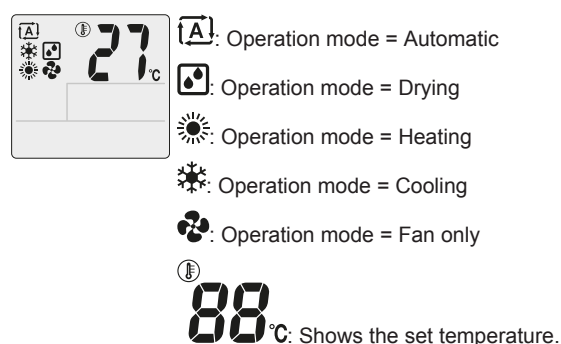 A
27 °C
A: Operation mode = Automatic
: Operation mode = Drying
: Operation mode = Heating
: Operation mode = Cooling
: Operation mode = Fan only
88 °C: Shows the set temperature.